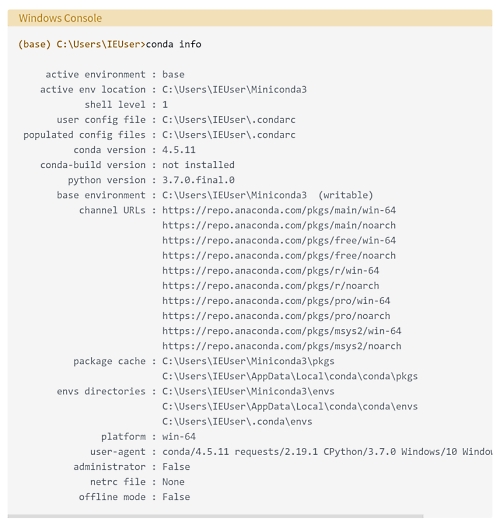 Windows Console
(base) C:\Users\IEUser>conda info
active environment : base
active env location : C:\Users\IEUser\Miniconda3
shell level : 1
user config file : C:\Users\IEUser\.condarc
populated config files : C:\Users\IEUser\.condarc
conda version : 4.5.11
conda-build version : not installed
python version : 3.7.0.final.0
base environment : C:\Users\IEUser\Miniconda3  (writable)
channel URLs : https://repo.anaconda.com/pkgs/main/win-64
https://repo.anaconda.com/pkgs/main/noarch
https://repo.anaconda.com/pkgs/free/win-64
https://repo.anaconda.com/pkgs/free/noarch
https://repo.anaconda.com/pkgs/r/win-64
https://repo.anaconda.com/pkgs/r/noarch
https://repo.anaconda.com/pkgs/pro/win-64
https://repo.anaconda.com/pkgs/pro/noarch
https://repo.anaconda.com/pkgs/msys2/win-64
https://repo.anaconda.com/pkgs/msys2/noarch
package cache : C:\Users\IEUser\Miniconda3\pkgs
C:\Users\IEUser\AppData\Local\conda\conda\pkgs
envs directories : C:\Users\IEUser\Miniconda3\envs
C:\Users\IEUser\AppData\Local\conda\conda\envs
C:\Users\IEUser\.conda\envs
platform : win-64
user-agent : conda/4.5.11 requests/2.19.1 CPython/3.7.0 Windows/10 Window
administrator : False
netrc file : None
offline mode : False